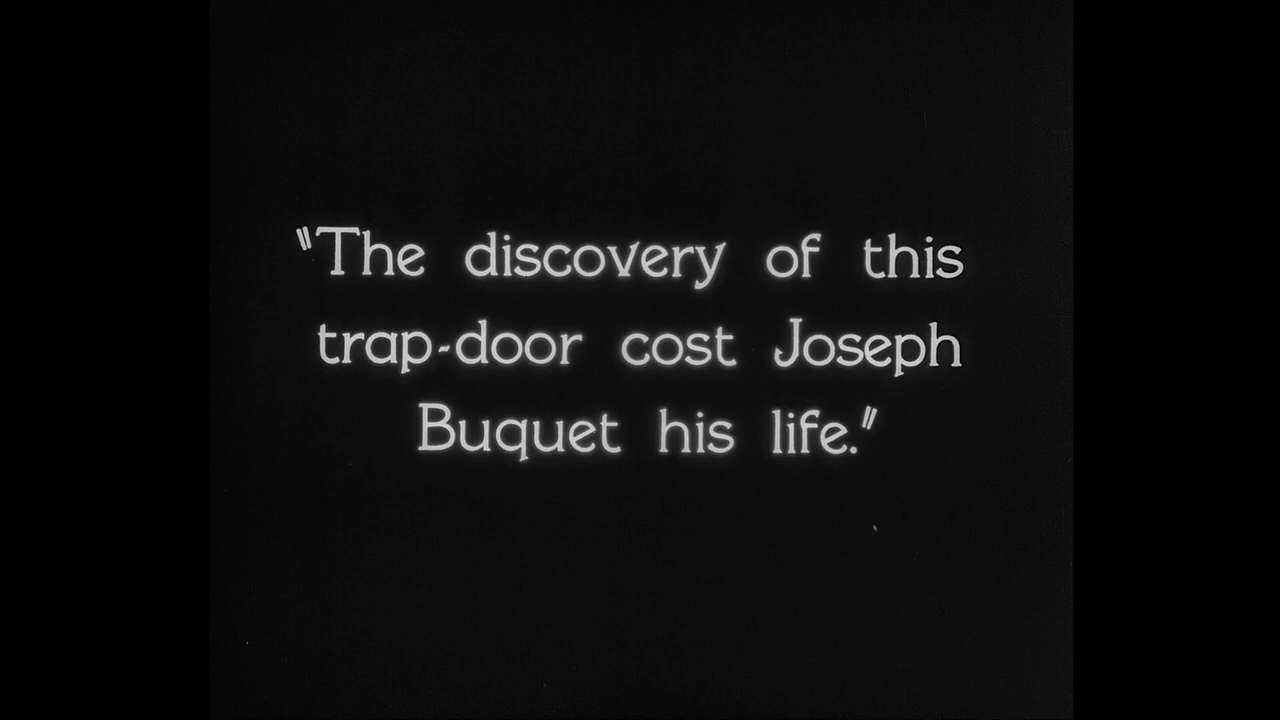 "The discovery of this
trap-door cost Joseph
Buquet his life."